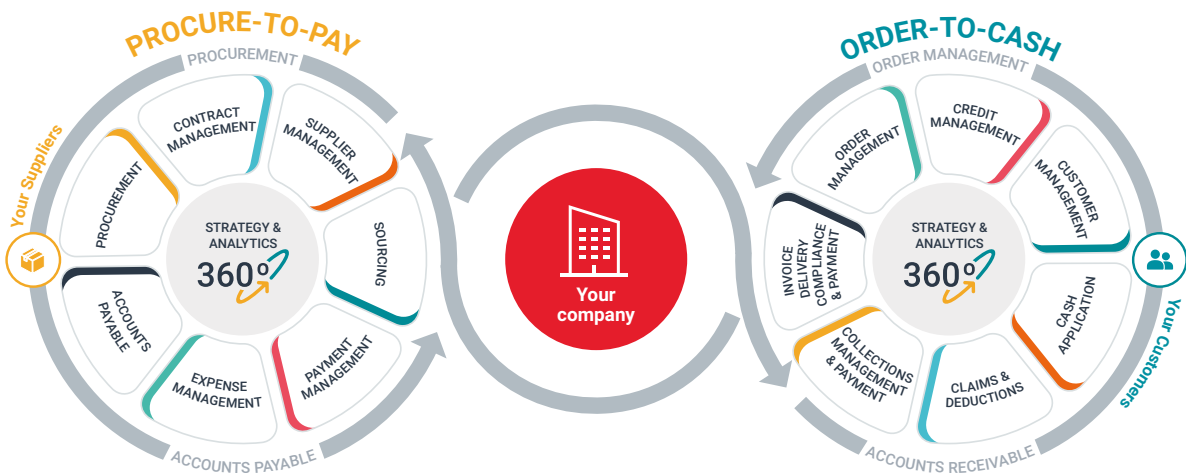 PROCURE-TO-PAY
PROCUREMENT
CONTRACT
MANAGEMENT
SUPPLIER
MANAGEMENT
SOURCING
PAYMENT
MANAGEMENT
EXPENSE
MANAGEMENT
ACCOUNTS
PAYABLE
PROCUREMENT
STRATEGY &
ANALYTICS
360º
Your Suppliers
ACCOUNTS PAYABLE
Your
company
ORDER-TO-CASH
ORDER MANAGEMENT
ORDER
MANAGEMENT
CREDIT
MANAGEMENT
CUSTOMER
MANAGEMENT
CASH
APPLICATION
CLAIMS &
DEDUCTIONS
COLLECTIONS
MANAGEMENT
& PAYMENT
INVOICE
DELIVERY
COMPLIANCE
& PAYMENT
STRATEGY &
ANALYTICS
360º
Your Customers
ACCOUNTS RECEIVABLE